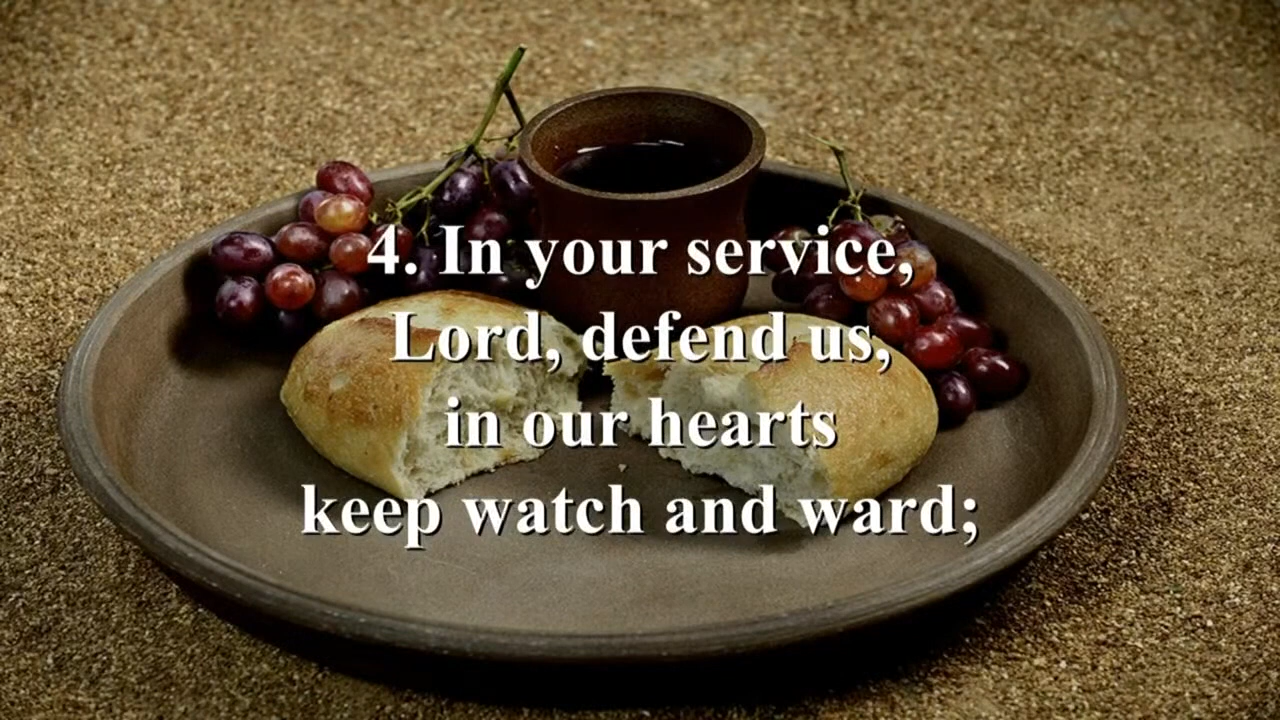 4. In your service,
Lord, defend us,
in our hearts
keep watch and ward;